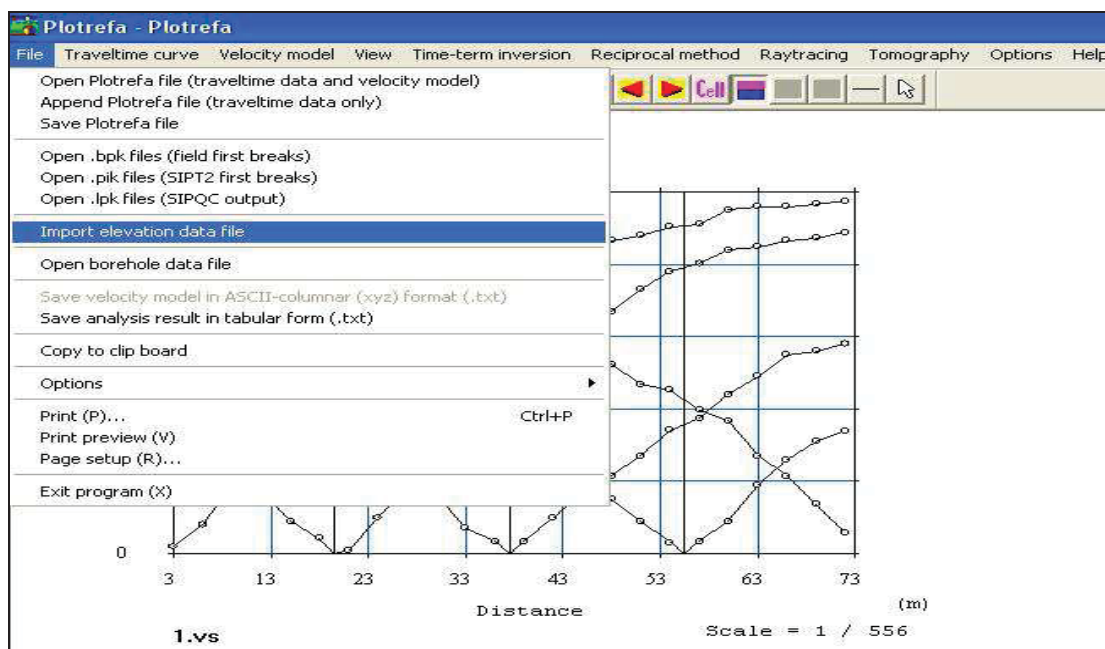 Plotrefa - Plotrefa
File Traveltime curve Velocity model View Time-term inversion Reciprocal method Raytracing Tomography Options Help
Open Plotrefa file (traveltime data and velocity model)
Append Plotrefa file (traveltime data only)
Save Plotrefa file
Open .bpk files (field first breaks)
Open .pik files (SIPT2 first breaks)
Open .lpk files (SIPQC output)
Import elevation data file
Open borehole data file
Save velocity model in ASCII-columnar (xyz) format (.txt)
Save analysis result in tabular form (.txt)
Copy to clip board
Options
Print (P)... Ctrl+P
Print preview (V)
Page setup (R)...
Exit program (X)
Cell
0
3 13 23 33 43 53 63 73
Distance (m)
1.vs Scale = 1 / 556